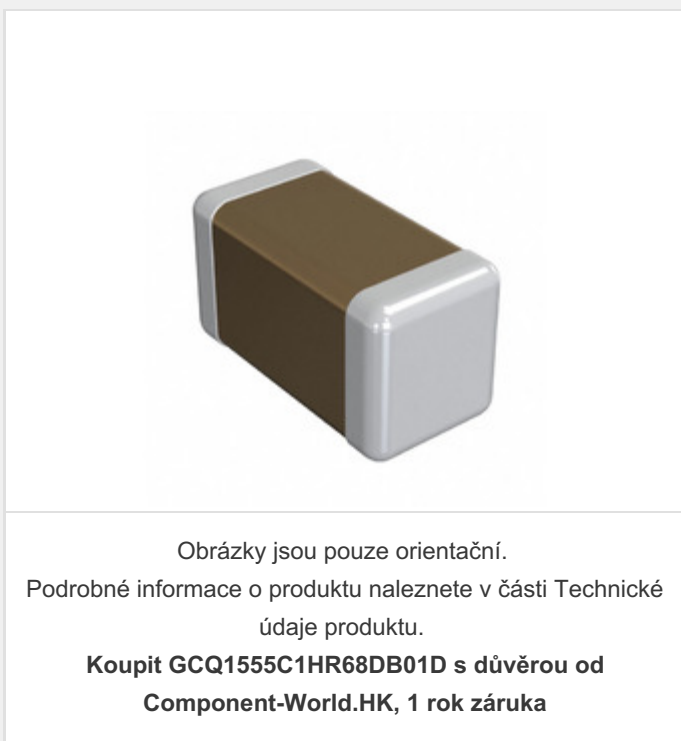 Obrázky jsou pouze orientační.
Podrobné informace o produktu naleznete v části Technické
údaje produktu.
Koupit GCQ1555C1HR68DB01D s důvěrou od
Component-World.HK, 1 rok záruka